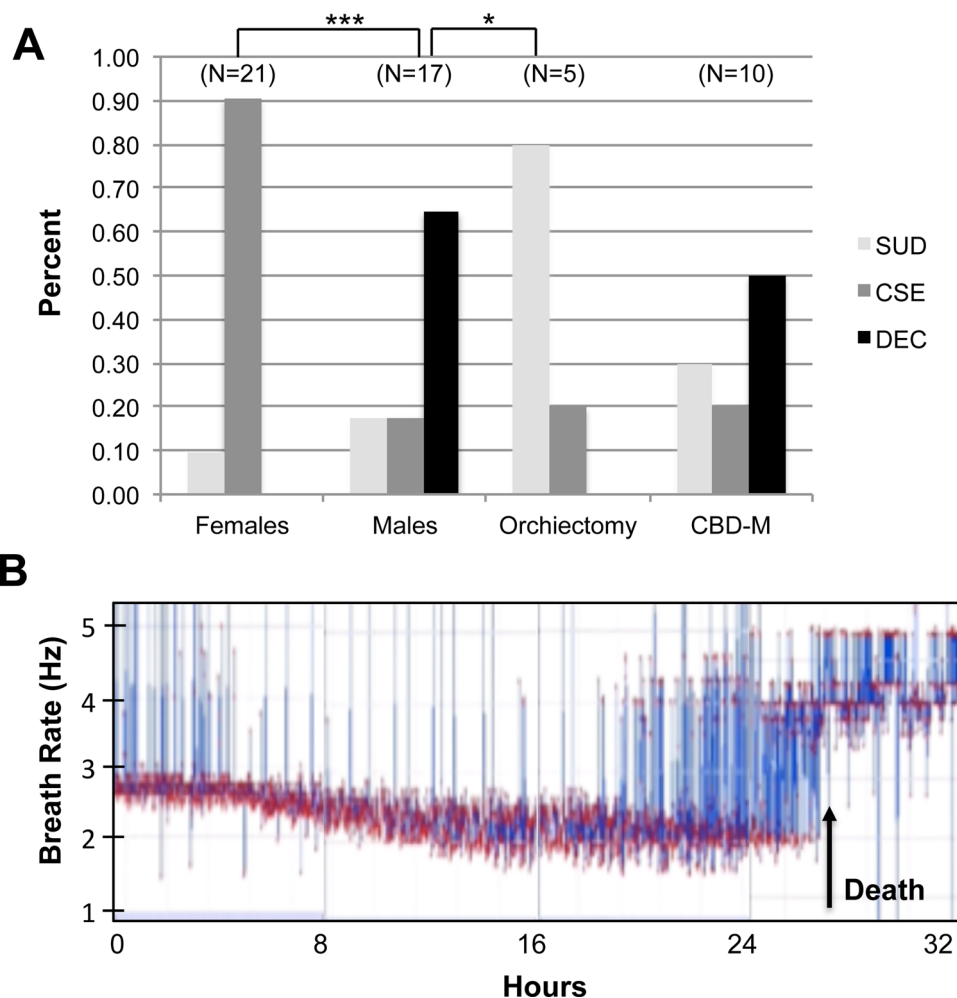 A
*** *
(N=21) (N=17) (N=5) (N=10)
1.00
0.90
0.80
0.70
0.60
0.50
0.40
0.30
0.20
0.10
0.00
Percent
Females Males Orchiectomy CBD-M
SUD
CSE
DEC
B
5
4
3
2
1
Breath Rate (Hz)
Death
0 8 16 24 32
Hours